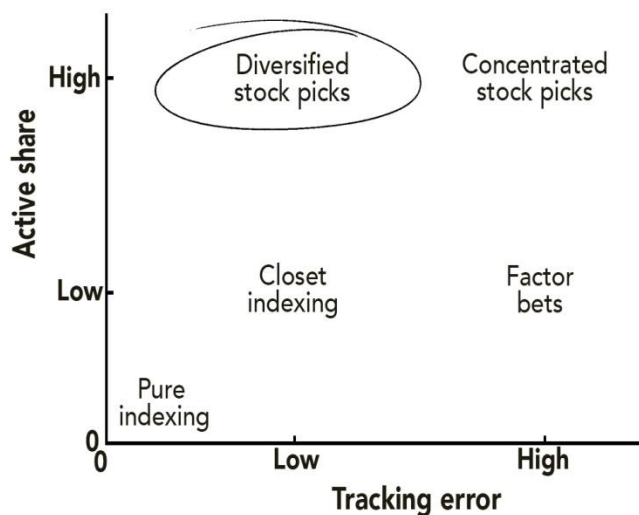 Active share
High
Diversified
stock picks
Concentrated
stock picks
Low
Closet
indexing
Factor
bets
Pure
indexing
0
0
Low
High
Tracking error